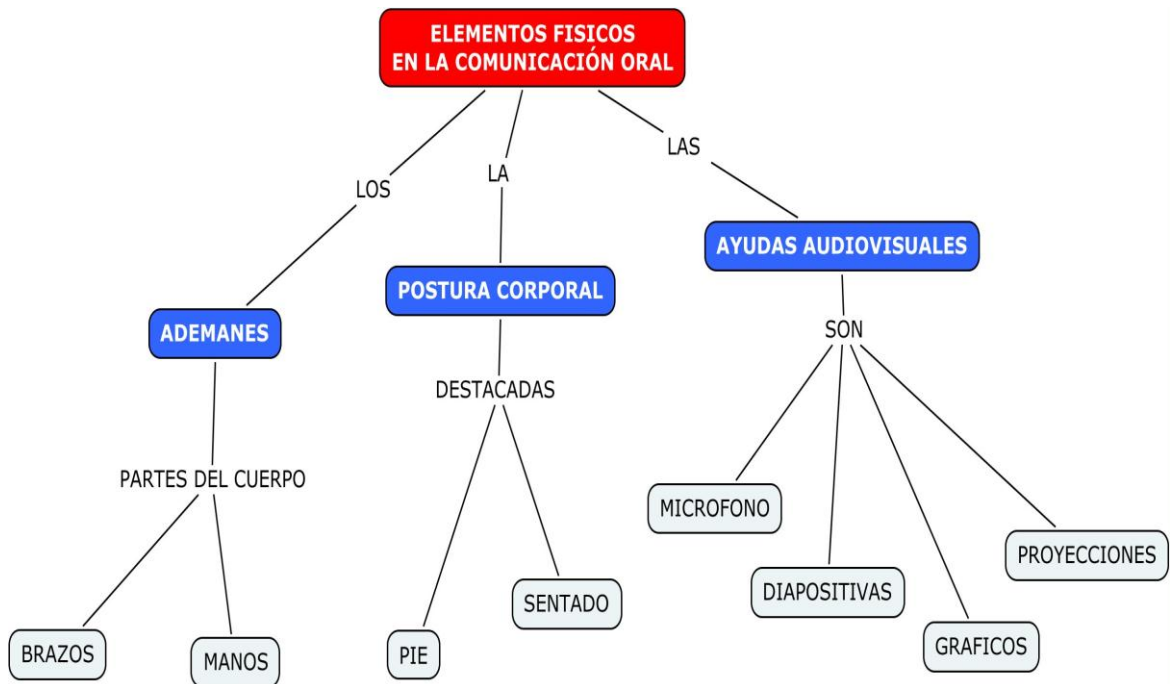 ELEMENTOS FISICOS
EN LA COMUNICACIÓN ORAL
LOS
LA
LAS
ADEMANES
POSTURA CORPORAL
AYUDAS AUDIOVISUALES
PARTES DEL CUERPO
DESTACADAS
SON
BRAZOS
MANOS
PIE
SENTADO
MICROFONO
DIAPOSITIVAS
GRAFICOS
PROYECCIONES